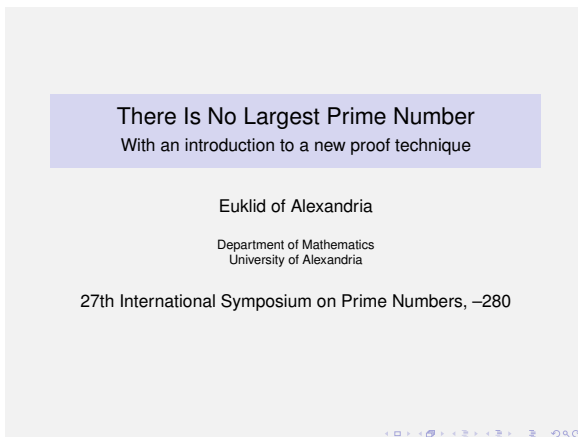 There Is No Largest Prime Number
With an introduction to a new proof technique
Euklid of Alexandria
Department of Mathematics
University of Alexandria
27th International Symposium on Prime Numbers, –280